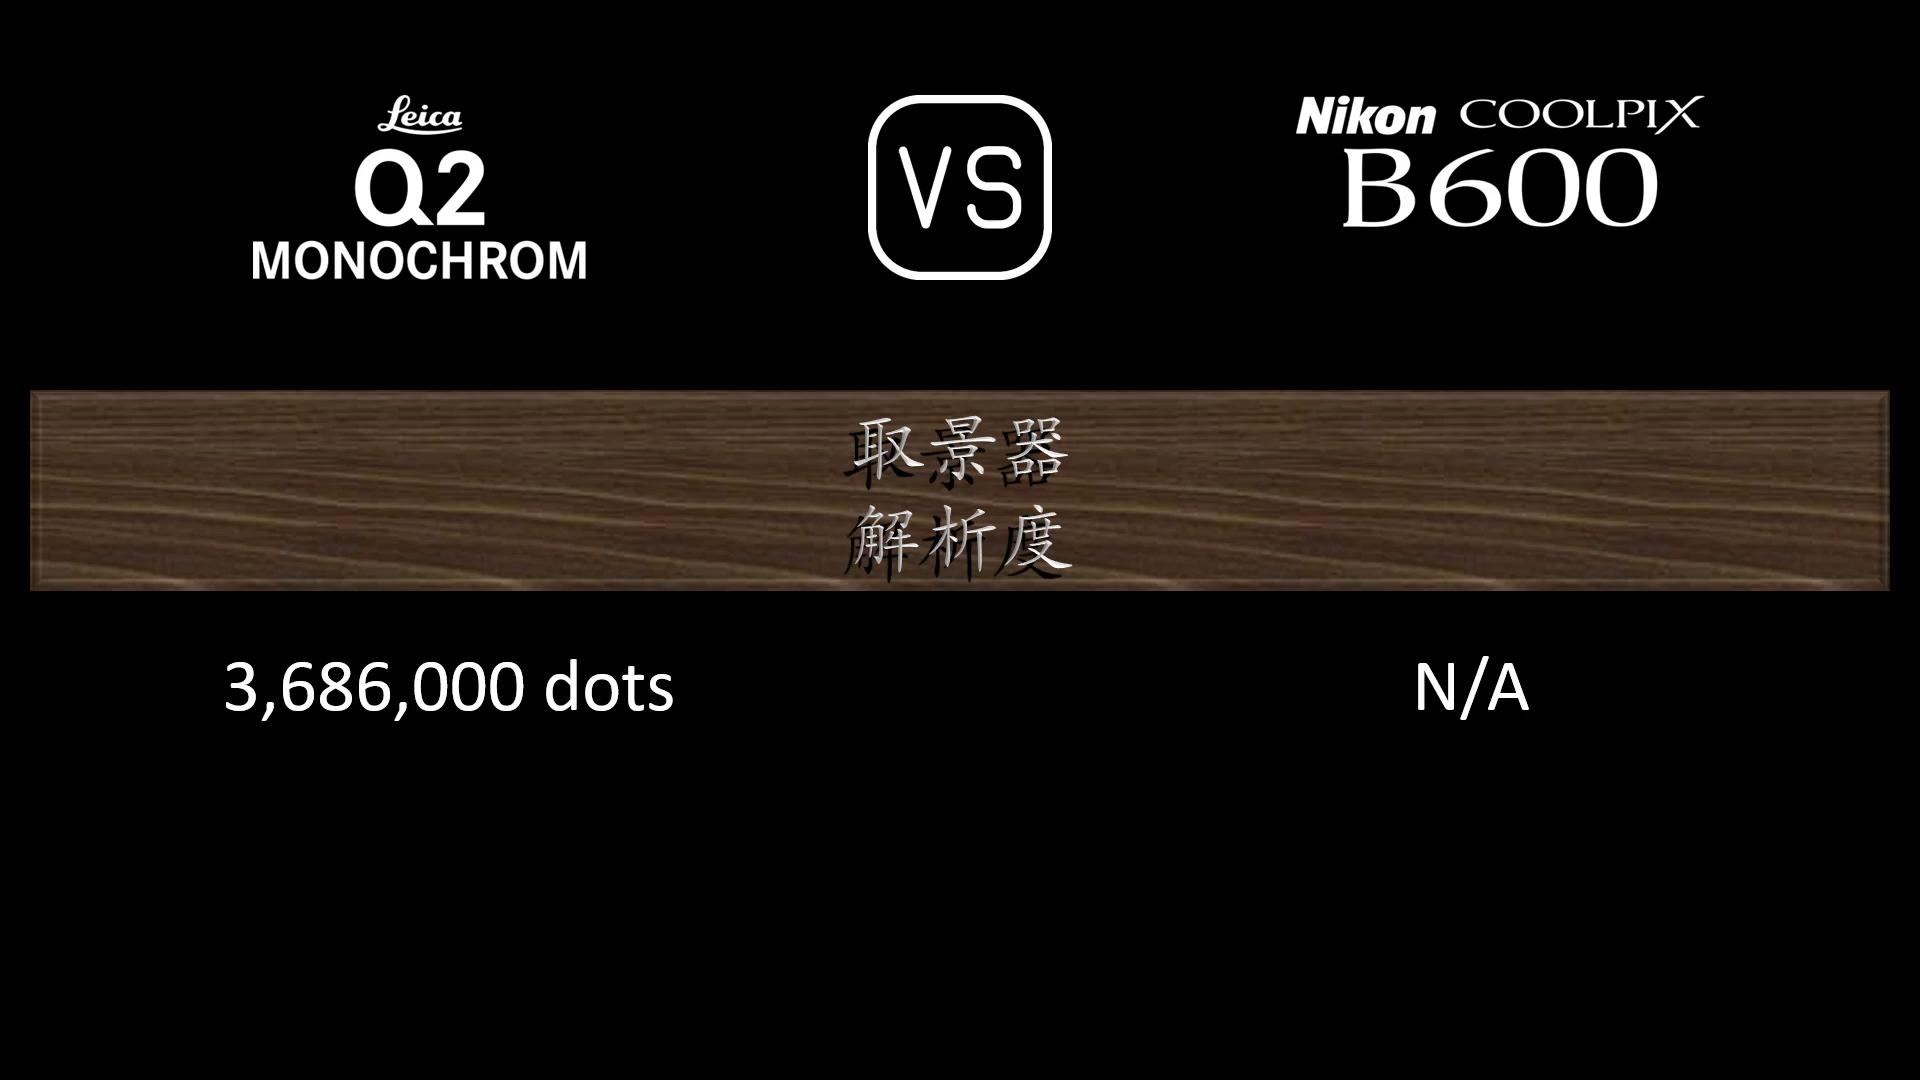 Leica
Q2
MONOCHROM
VS
Nikon COOLPIX
B600
取景器
解析度
3,686,000 dots
N/A